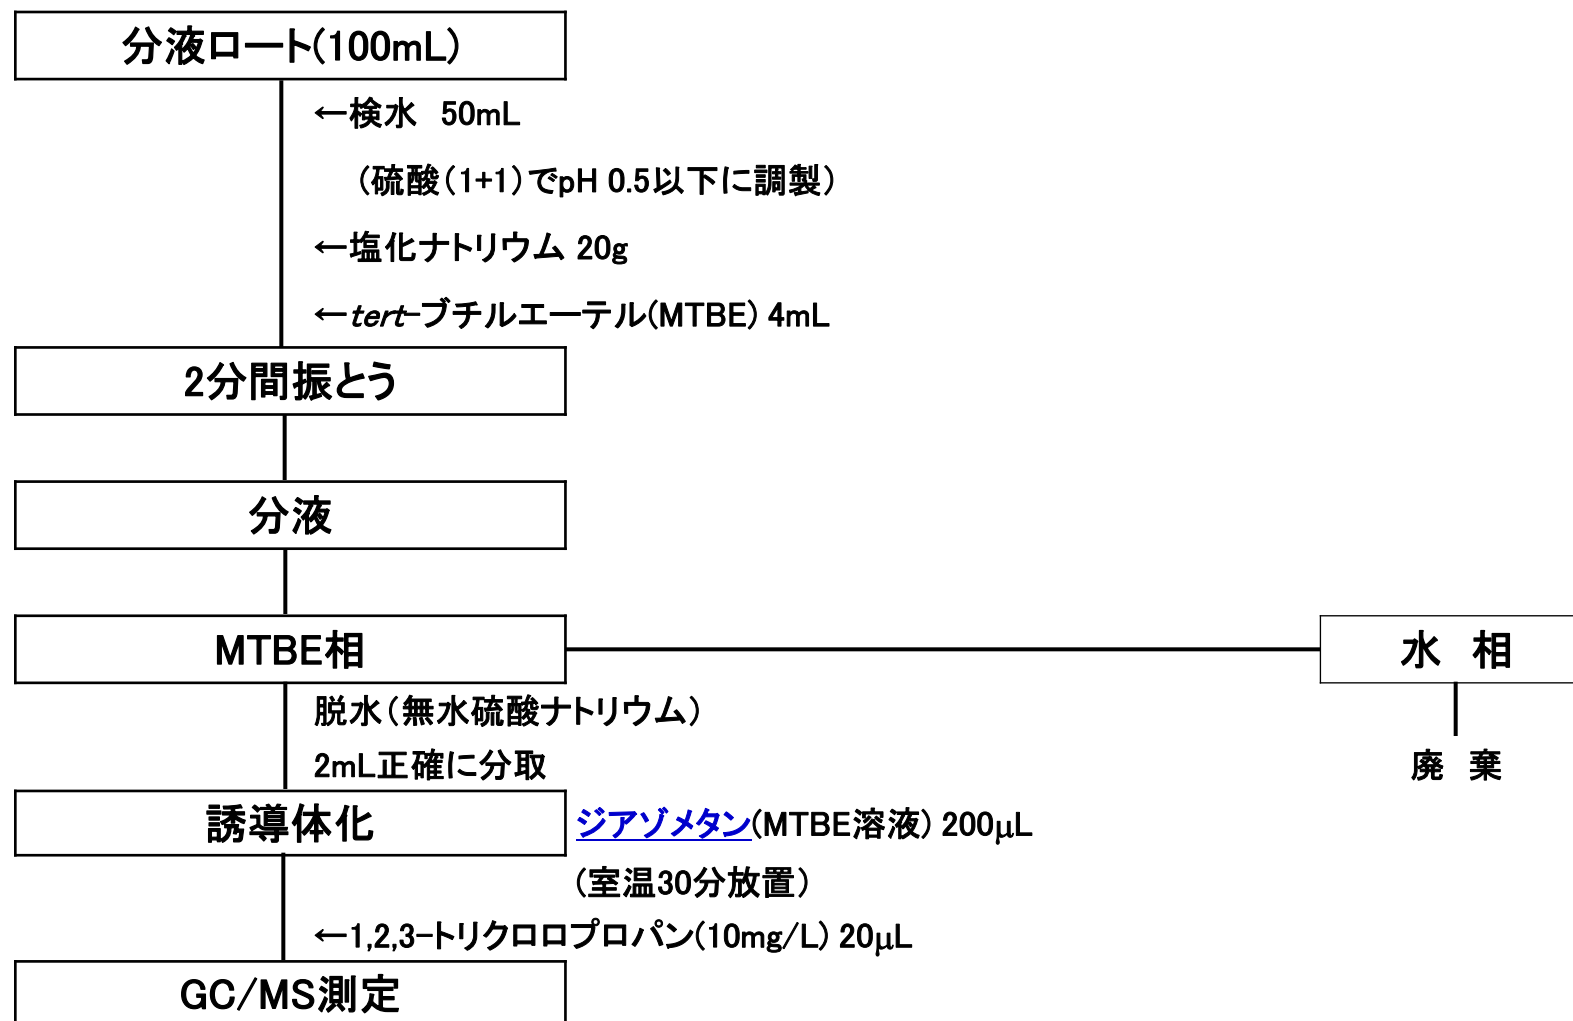 分液ロート(100mL)
←検水 50mL
（硫酸（1+1）でpH 0.5以下に調製）
←塩化ナトリウム 20g
←tert-ブチルエーテル(MTBE) 4mL
2分間振とう
分液
MTBE相
水 相
脱水（無水硫酸ナトリウム）
2mL正確に分取
廃 棄
誘導体化
ジアゾメタン(MTBE溶液) 200μL
(室温30分放置）
←1,2,3-トリクロロプロパン(10mg/L) 20μL
GC/MS測定